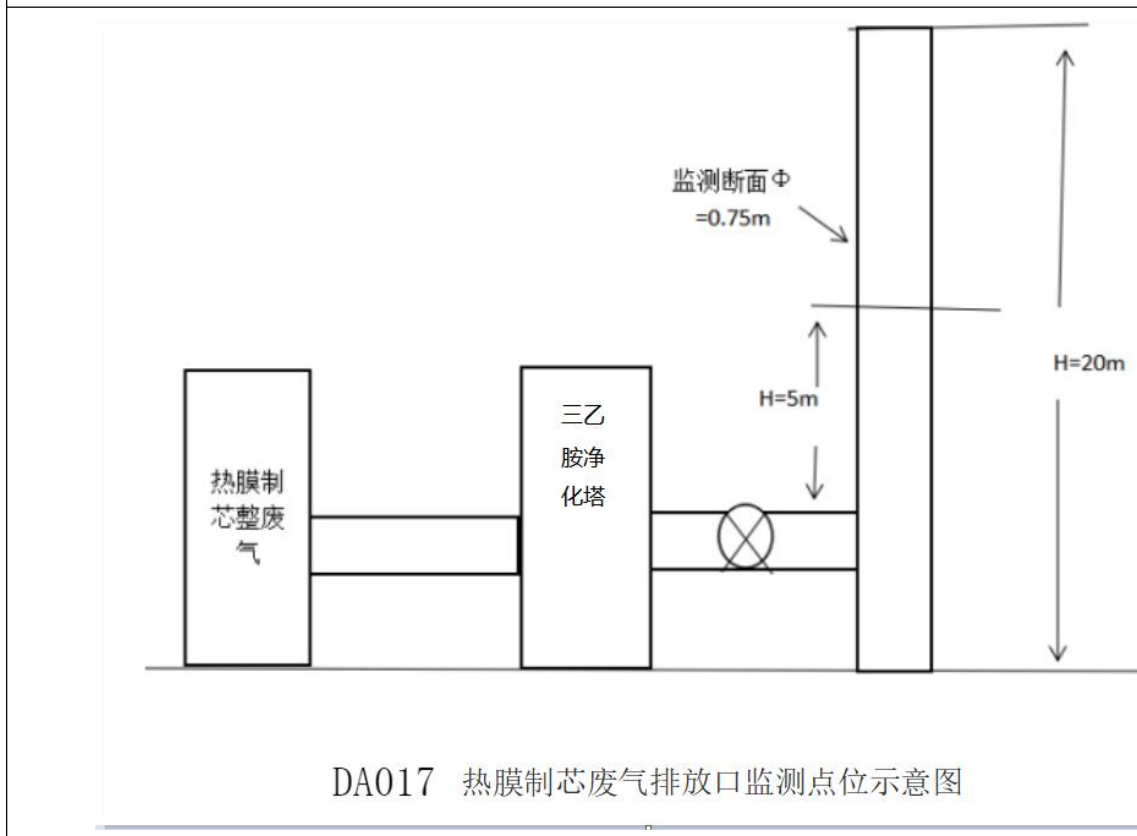 监测断面Φ
=0.75m
H=20m
H=5m
三乙
胺净
化塔
热膜制
芯整废
气
DA017 热膜制芯废气排放口监测点位示意图